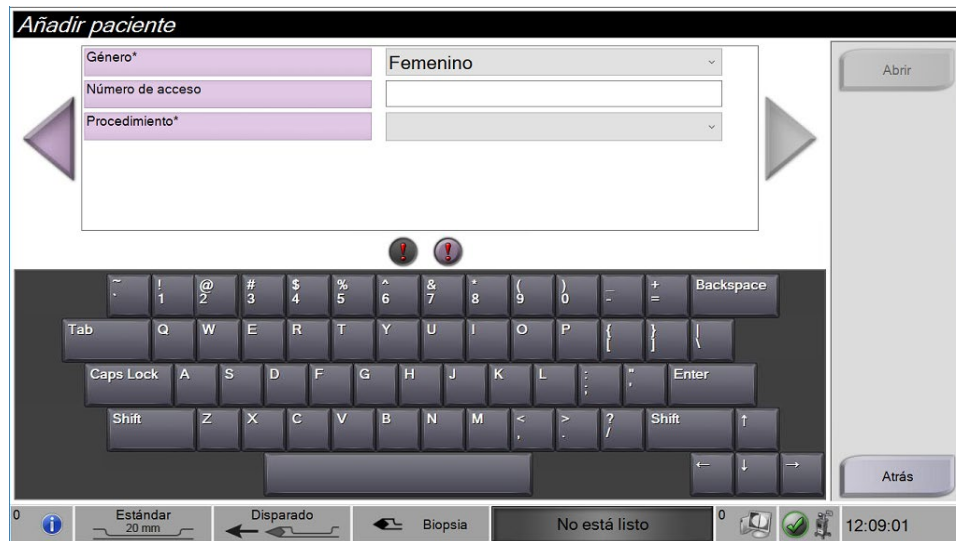 Añadir paciente
Género*
Femenino
Abrir
Número de acceso
Procedimiento*
~ ! @ # $ % ^ & * ( ) _ + Backspace
` 1 2 3 4 5 6 7 8 9 0 - =
Tab Q W E R T Y U I O P { } |
[ ] \
Caps Lock A S D F G H J K L : " Enter
; '
Shift Z X C V B N M < > ? Shift ↑
, . /
← ↓ →
Atrás
0 i Estándar Disparado Biopsia No está listo 0 12:09:01
20 mm